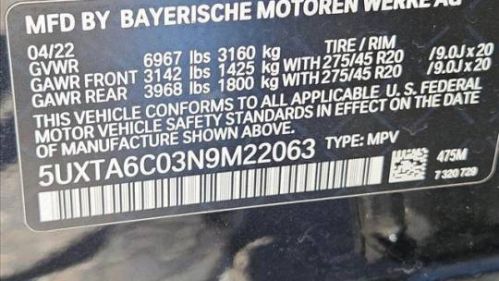 MFD BY BAYERISCHE MOTOREN WERKE AG
04/22 TIRE / RIM
GVWR 6967 lbs 3160 kg
GAWR FRONT 3142 lbs 1425 kg WITH 275/45 R20 /9.0J x 20
GAWR REAR 3968 lbs 1800 kg WITH 275/45 R20 /9.0J x 20
THIS VEHICLE CONFORMS TO ALL APPLICABLE U. S. FEDERAL
MOTOR VEHICLE SAFETY STANDARDS IN EFFECT ON THE DATE
OF MANUFACTURE SHOWN ABOVE.
5UXTA6C03N9M22063 TYPE: MPV
475M
7 320 729